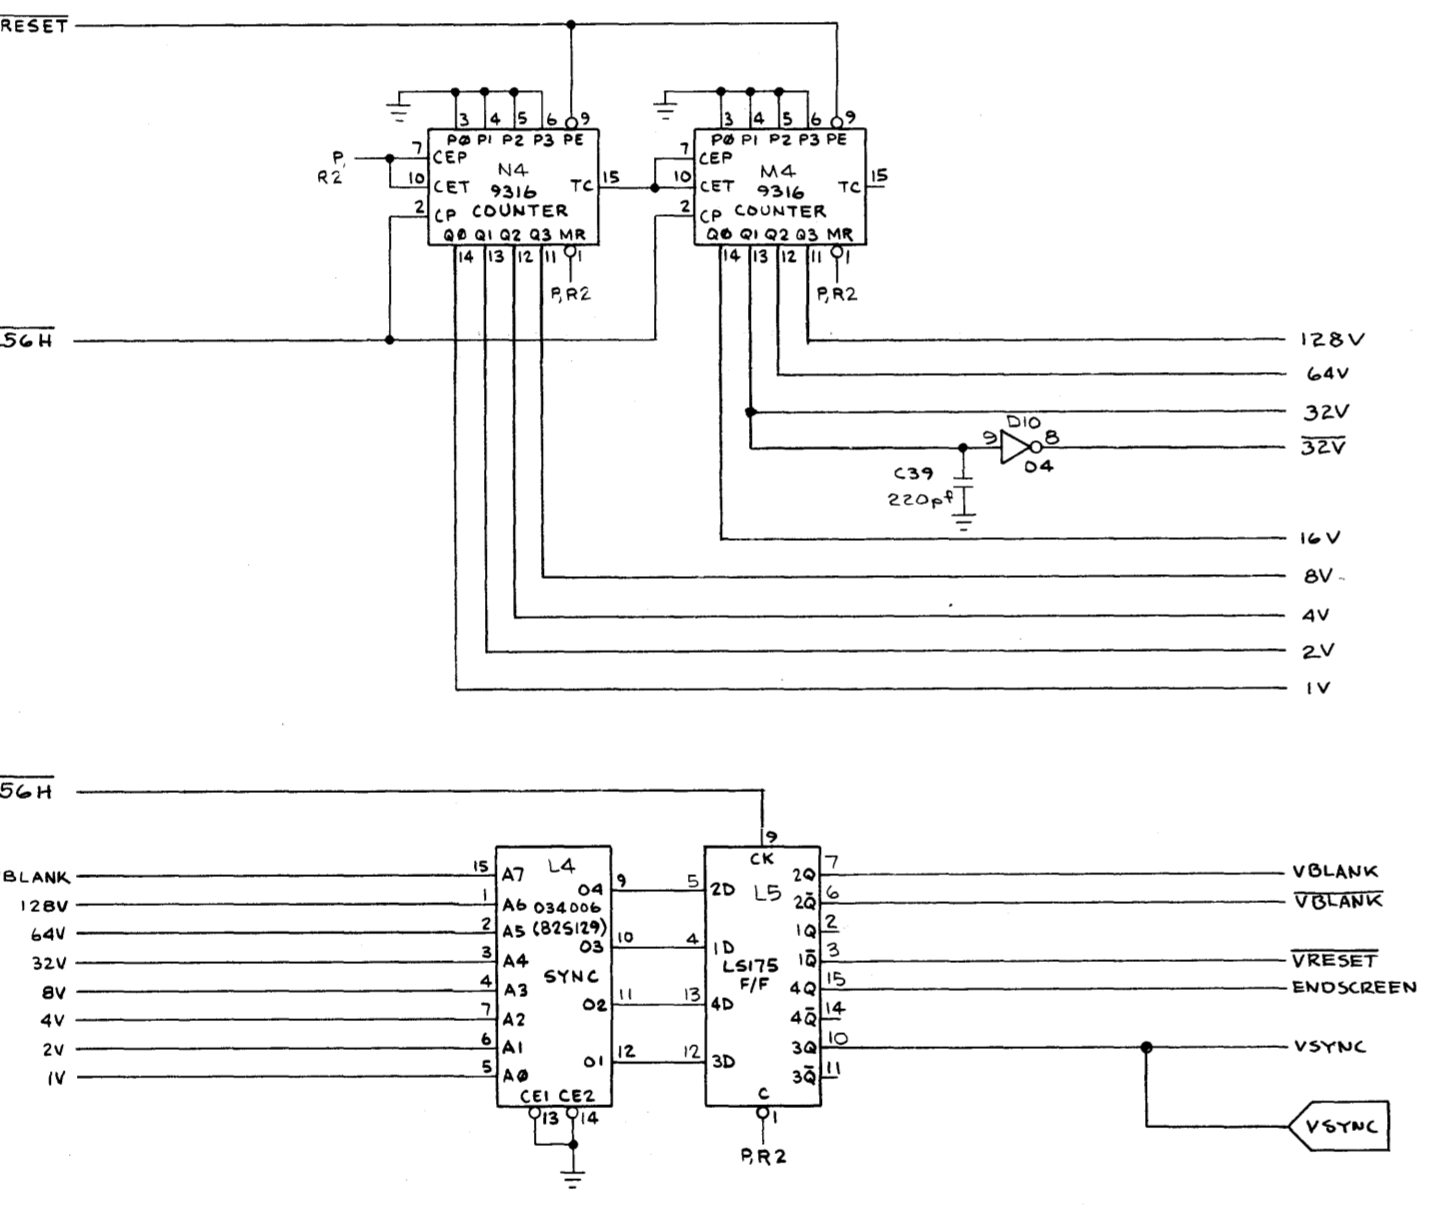 RESET
3 4 5 6 9
3 4 5 6 9
PØ P1 P2 P3 PE
PØ P1 P2 P3 PE
P,
R2
7 CEP
N4
7 CEP
M4
10 CET 9316 TC 15
10 CET 9316 TC 15
2 CP COUNTER
2 CP COUNTER
QØ Q1 Q2 Q3 MR
QØ Q1 Q2 Q3 MR
14 13 12 11 1
14 13 12 11 1
P,R2
P,R2
56H
128V
64V
32V
D10
9 8
32V
04
C39
220pf
16V
8V
4V
2V
1V
56H
9
CK
BLANK 15 A7 L4
128V 1 A6 034006
64V 2 A5 (82S129)
32V 3 A4
SYNC
8V 4 A3
4V 7 A2
2V 6 A1
1V 5 AØ
O4 9 5 2D
O3 10 4 1D
O2 11 13 4D
O1 12 12 3D
CE1 CE2
13 14
L5
LS175
F/F
2Q 7 VBLANK
2Q 6 VBLANK
1Q 2
1Q 3 VRESET
4Q 15 ENDSCREEN
4Q 14
3Q 10 VSYNC
3Q 11
C
1
P,R2
VSYNC